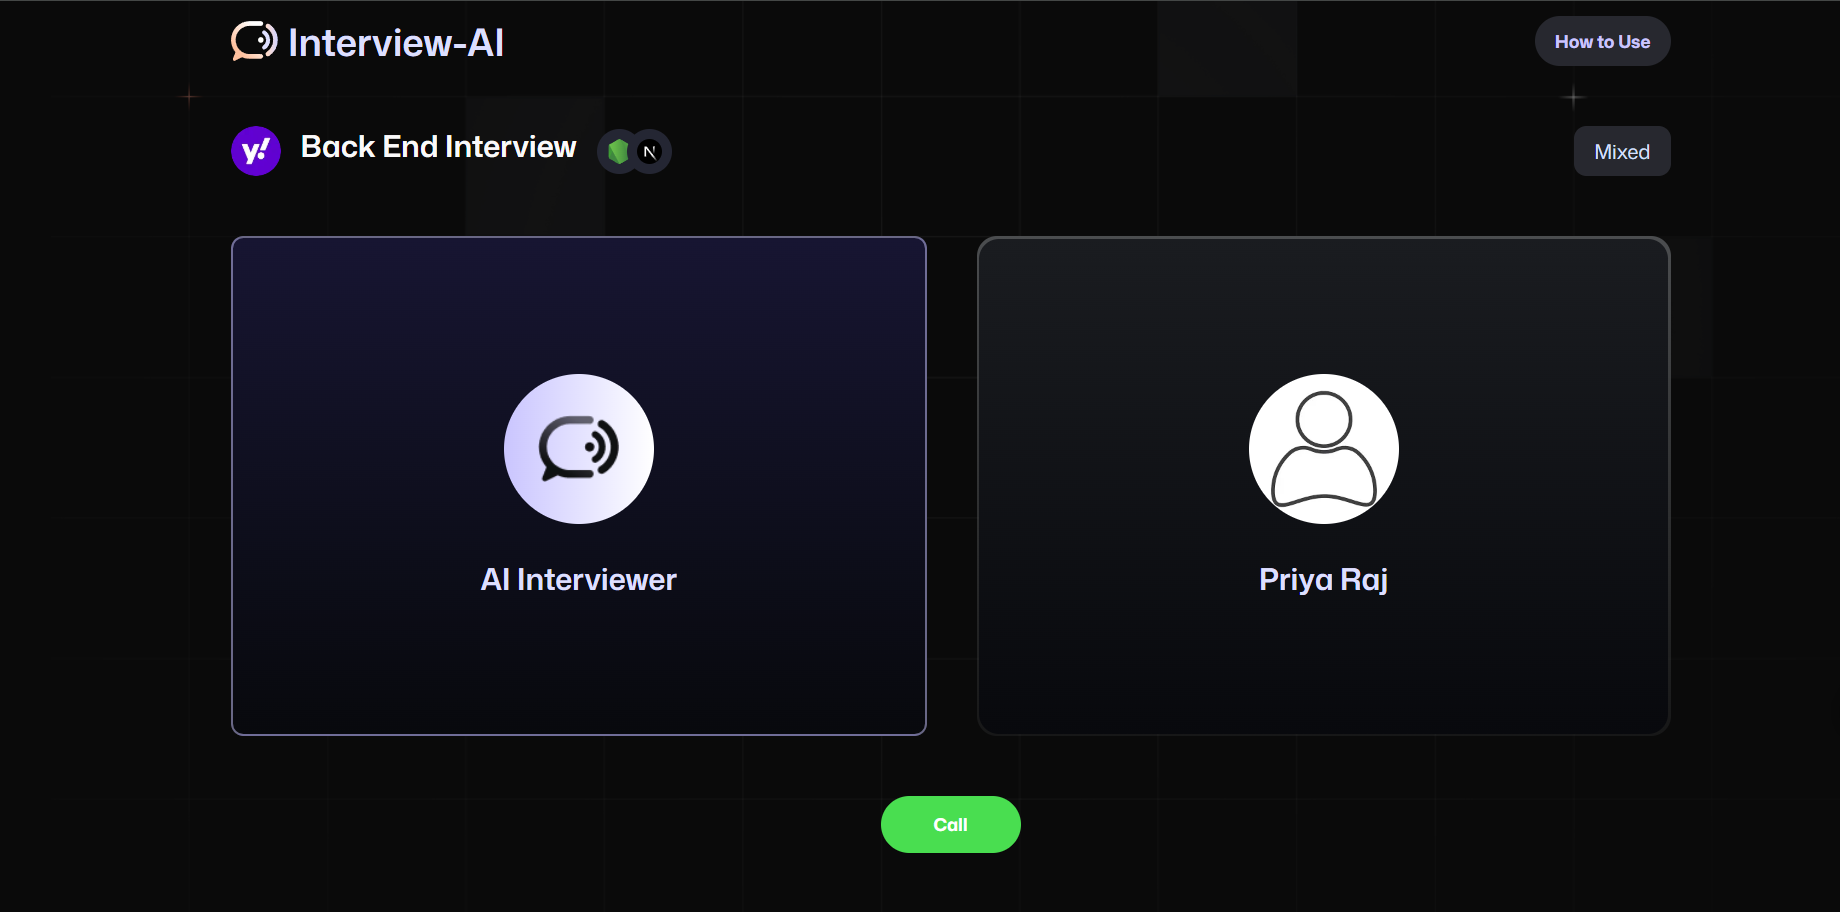 Interview-AI
How to Use
y!
Back End Interview
N
Mixed
AI Interviewer
Priya Raj
Call